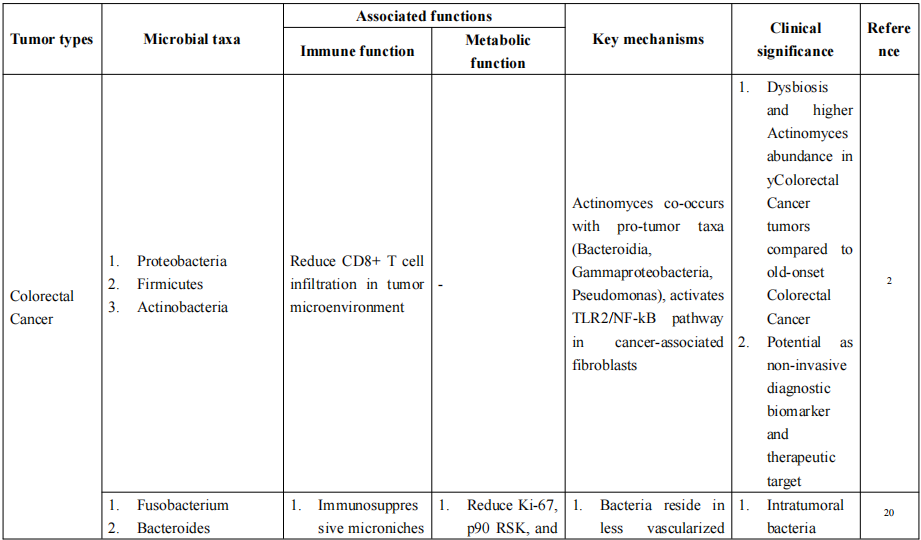 Tumor types
Microbial taxa
Associated functions
Immune function
Metabolic
function
Key mechanisms
Clinical
significance
Refere
nce
Colorectal
Cancer
1. Proteobacteria
2. Firmicutes
3. Actinobacteria
Reduce CD8+ T cell
infiltration in tumor
microenvironment
-
Actinomyces co-occurs
with pro-tumor taxa
(Bacteroidia,
Gammaproteobacteria,
Pseudomonas), activates
TLR2/NF-kB pathway
in cancer-associated
fibroblasts
1. Dysbiosis
and higher
Actinomyces
abundance in
yColorectal
Cancer
tumors
compared to
old-onset
Colorectal
Cancer
2. Potential as
non-invasive
diagnostic
biomarker
and
therapeutic
target
2
1. Fusobacterium
2. Bacteroides
1. Immunosuppres
sive microniches
1. Reduce Ki-67,
p90 RSK, and
1. Bacteria reside in
less vascularized
1. Intratumoral
bacteria
20